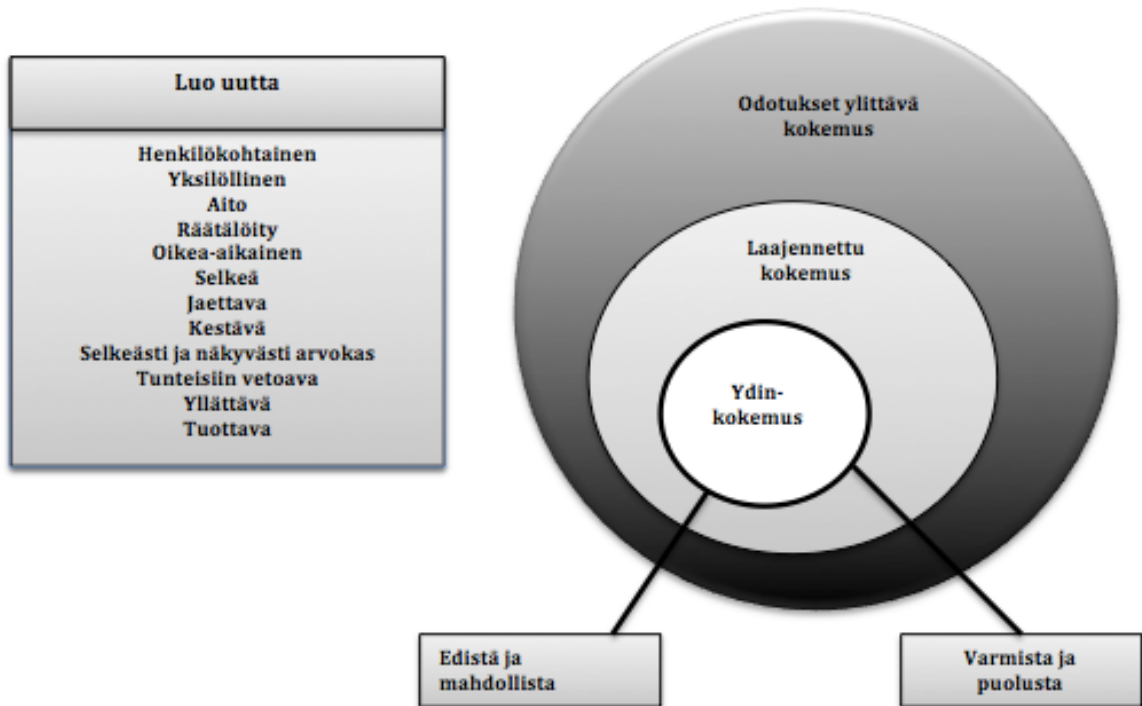 Luo uutta
Henkilökohtainen
Yksilöllinen
Aito
Räätälöity
Oikea-aikainen
Selkeä
Jaettava
Kestävä
Selkeästi ja näkyvästi arvokas
Tunteisiin vetoava
Yllättävä
Tuottava
Odotukset ylittävä
kokemus
Laajennettu
kokemus
Ydin-
kokemus
Edistä ja
mahdollista
Varmista ja
puolusta